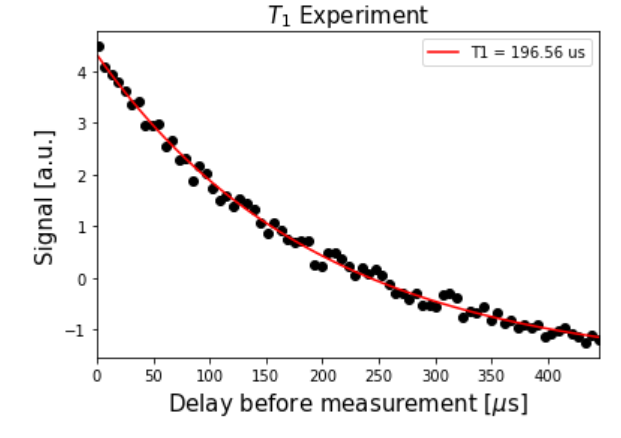 T1 Experiment
T1 = 196.56 us
Signal [a.u.]
4
3
2
1
0
−1
0 50 100 150 200 250 300 350 400
Delay before measurement [μs]